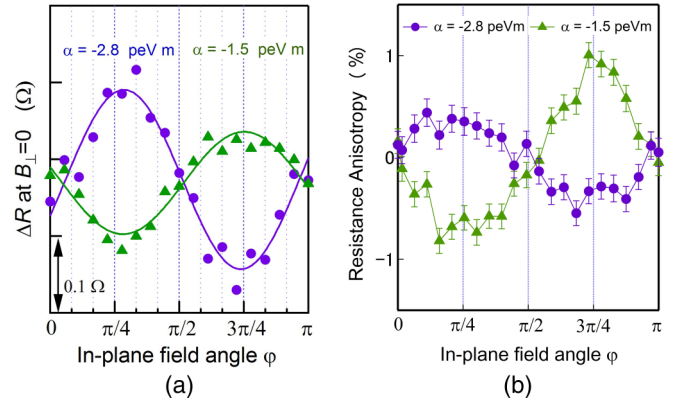 α = -2.8 peV m
α = -1.5 peV m
ΔR at B⊥=0 (Ω)
0.1 Ω
0
π/4
π/2
3π/4
π
In-plane field angle φ
(a)
α = -2.8 peVm
α = -1.5 peVm
Resistance Anisotropy (%)
1
0
−1
0
π/4
π/2
3π/4
π
In-plane field angle φ
(b)